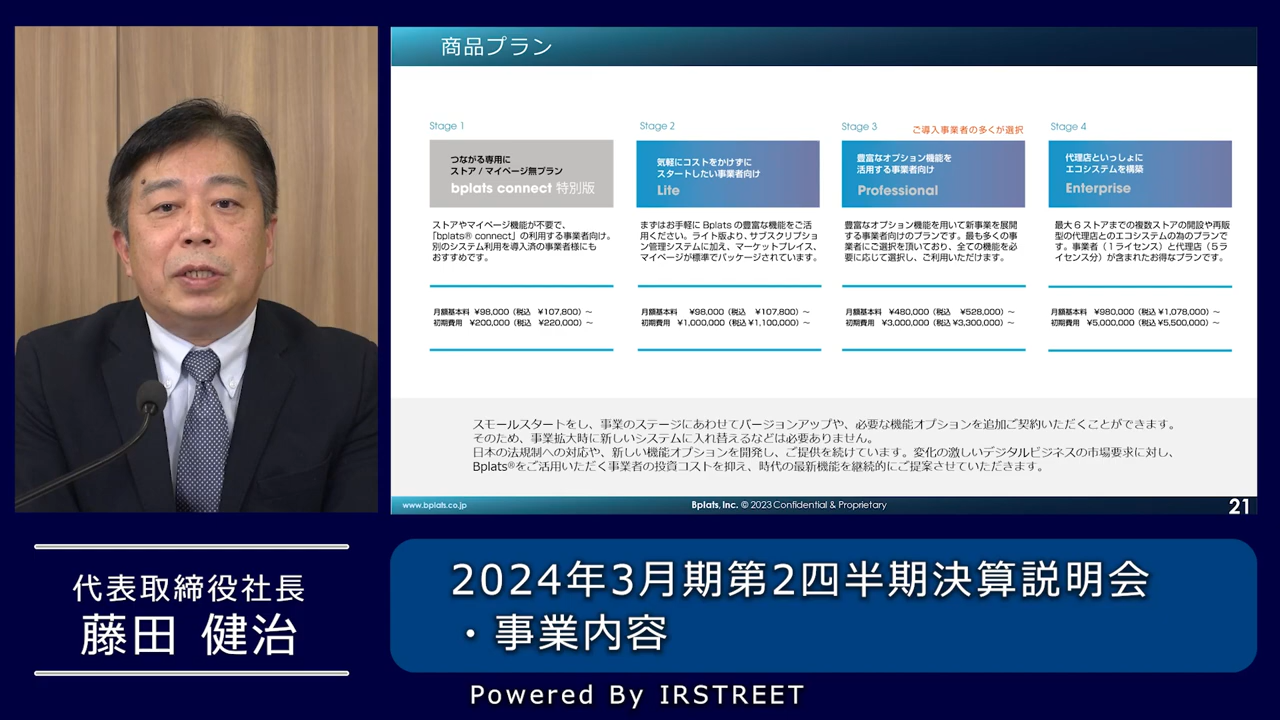 商品プラン
Stage 1
つながる専用に
ストア / マイページ無プラン
bplats connect 特別版
ストアやマイページ機能が不要で、
「bplats® connect」の利用する事業者向け。
別のシステム利用を導入済の事業者様にも
おすすめです。
月額基本料 ¥98,000（税込 ¥107,800）～
初期費用 ¥200,000（税込 ¥220,000）～
Stage 2
気軽にコストをかけずに
スタートしたい事業者向け
Lite
まずはお手軽に Bplats の豊富な機能をご活
用ください。ライト版より、サブスクリプショ
ン管理システムに加え、マーケットプレイス、
マイページが標準でパッケージされています。
月額基本料 ¥98,000（税込 ¥107,800）～
初期費用 ¥1,000,000（税込 ¥1,100,000）～
Stage 3
ご導入事業者の多くが選択
豊富なオプション機能を
活用する事業者向け
Professional
豊富なオプション機能を用いて新事業を展開
する事業者向けのプランです。最も多くの事
業者にご選択を頂いており、全ての機能を必
要に応じて選択し、ご利用いただけます。
月額基本料 ¥480,000（税込 ¥528,000）～
初期費用 ¥3,000,000（税込 ¥3,300,000）～
Stage 4
代理店といっしょに
エコシステムを構築
Enterprise
最大 6 ストアまでの複数ストアの開設や再販
型の代理店とのエコシステムの為のプランで
す。事業者（1ライセンス）と代理店（5ラ
イセンス分）が含まれたお得なプランです。
月額基本料 ¥980,000（税込 ¥1,078,000）～
初期費用 ¥5,000,000（税込 ¥5,500,000）～
スモールスタートをし、事業のステージにあわせてバージョンアップや、必要な機能オプションを追加ご契約いただくことができます。
そのため、事業拡大時に新しいシステムに入れ替えるなどは必要ありません。
日本の法規制への対応や、新しい機能オプションを開発し、ご提供を続けています。変化の激しいデジタルビジネスの市場要求に対し、
Bplats®をご活用いただく事業者の投資コストを抑え、時代の最新機能を継続的にご提案させていただきます。
www.bplats.co.jp
Bplats, Inc. © 2023 Confidential & Proprietary
21
代表取締役社長
藤田 健治
2024年3月期第2四半期決算説明会
・事業内容
Powered By IRSTREET